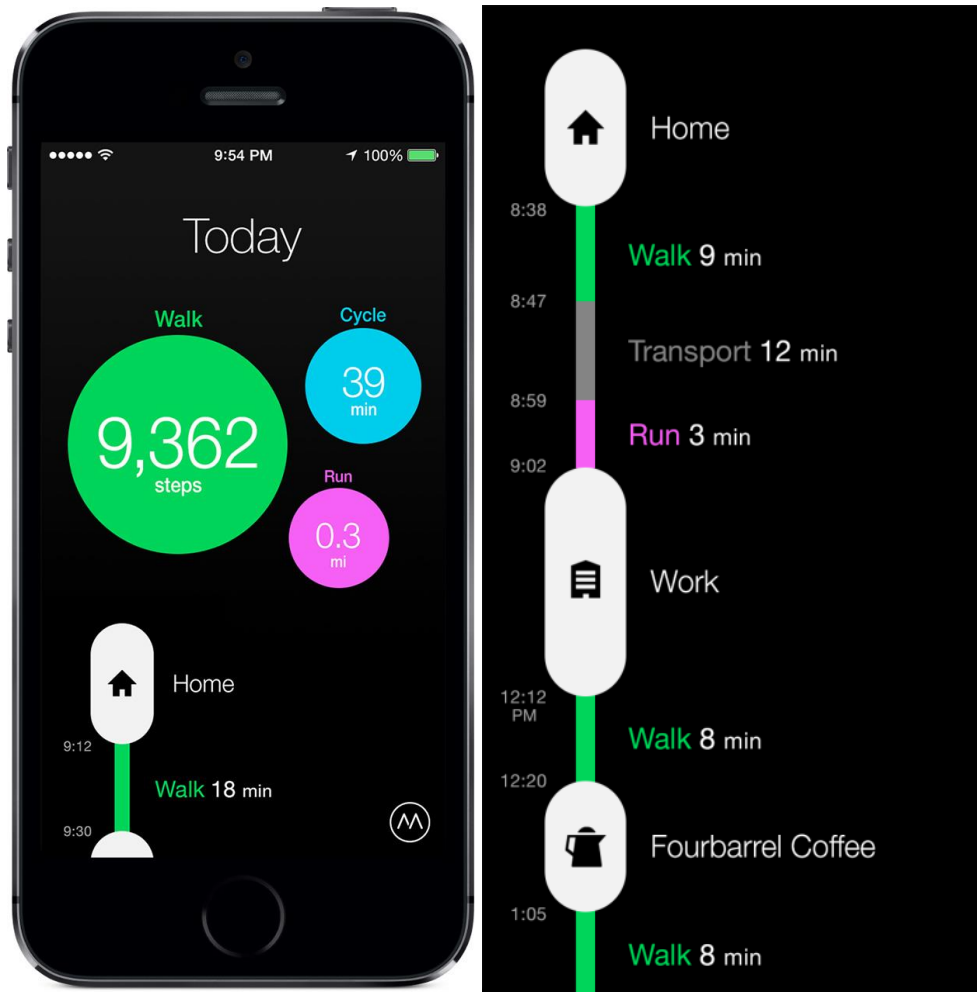 9:54 PM
100%
Today
Walk
9,362
steps
Cycle
39
min
Run
0.3
mi
Home
9:12
Walk 18 min
9:30
Home
8:38
Walk 9 min
8:47
Transport 12 min
8:59
Run 3 min
9:02
Work
12:12
PM
Walk 8 min
12:20
Fourbarrel Coffee
1:05
Walk 8 min